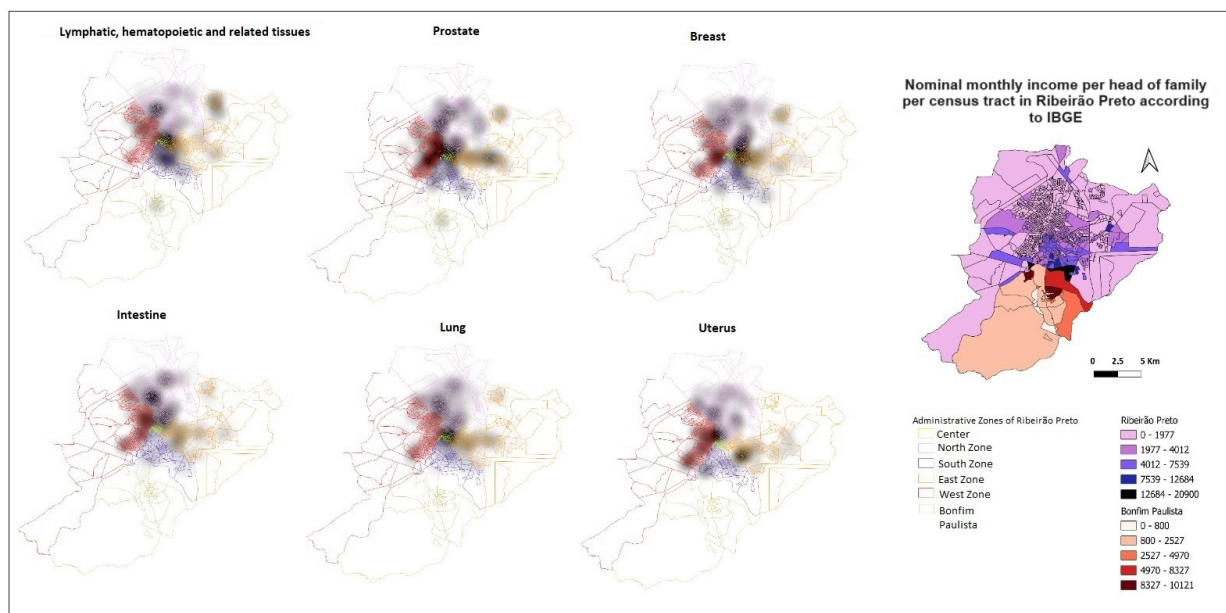 Lymphatic, hematopoietic and related tissues
Prostate
Breast
Nominal monthly income per head of family
per census tract in Ribeirão Preto according
to IBGE
Intestine
Lung
Uterus
0 2.5 5 Km
Administrative Zones of Ribeirão Preto
Center
North Zone
South Zone
East Zone
West Zone
Bonfim
Paulista
Ribeirão Preto
0 - 1977
1977 - 4012
4012 - 7539
7539 - 12684
12684 - 20900
Bonfim Paulista
0 - 800
800 - 2527
2527 - 4970
4970 - 8327
8327 - 10121